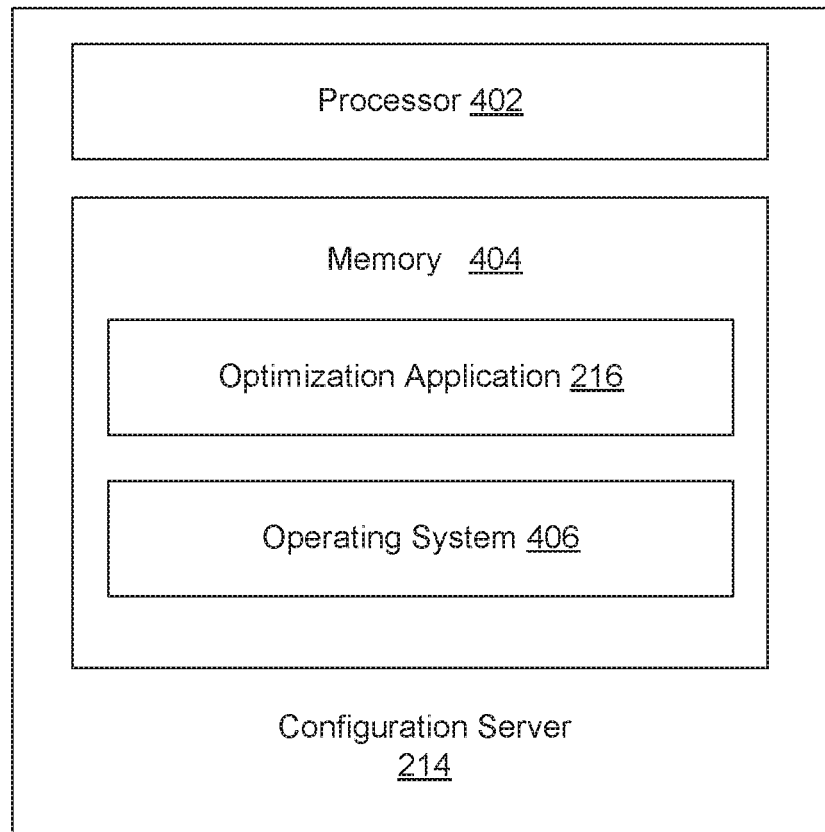 Processor 402
Memory 404
Optimization Application 216
Operating System 406
Configuration Server
214